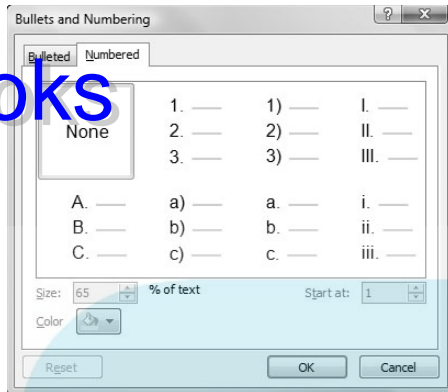 Bullets and Numbering
Bulleted Numbered
oks
None
1.
2.
3.
1)
2)
3)
I.
II.
III.
A.
B.
C.
a)
b)
c)
a.
b.
c.
i.
ii.
iii.
Size: 65 % of text Start at: 1
Color
Reset OK Cancel